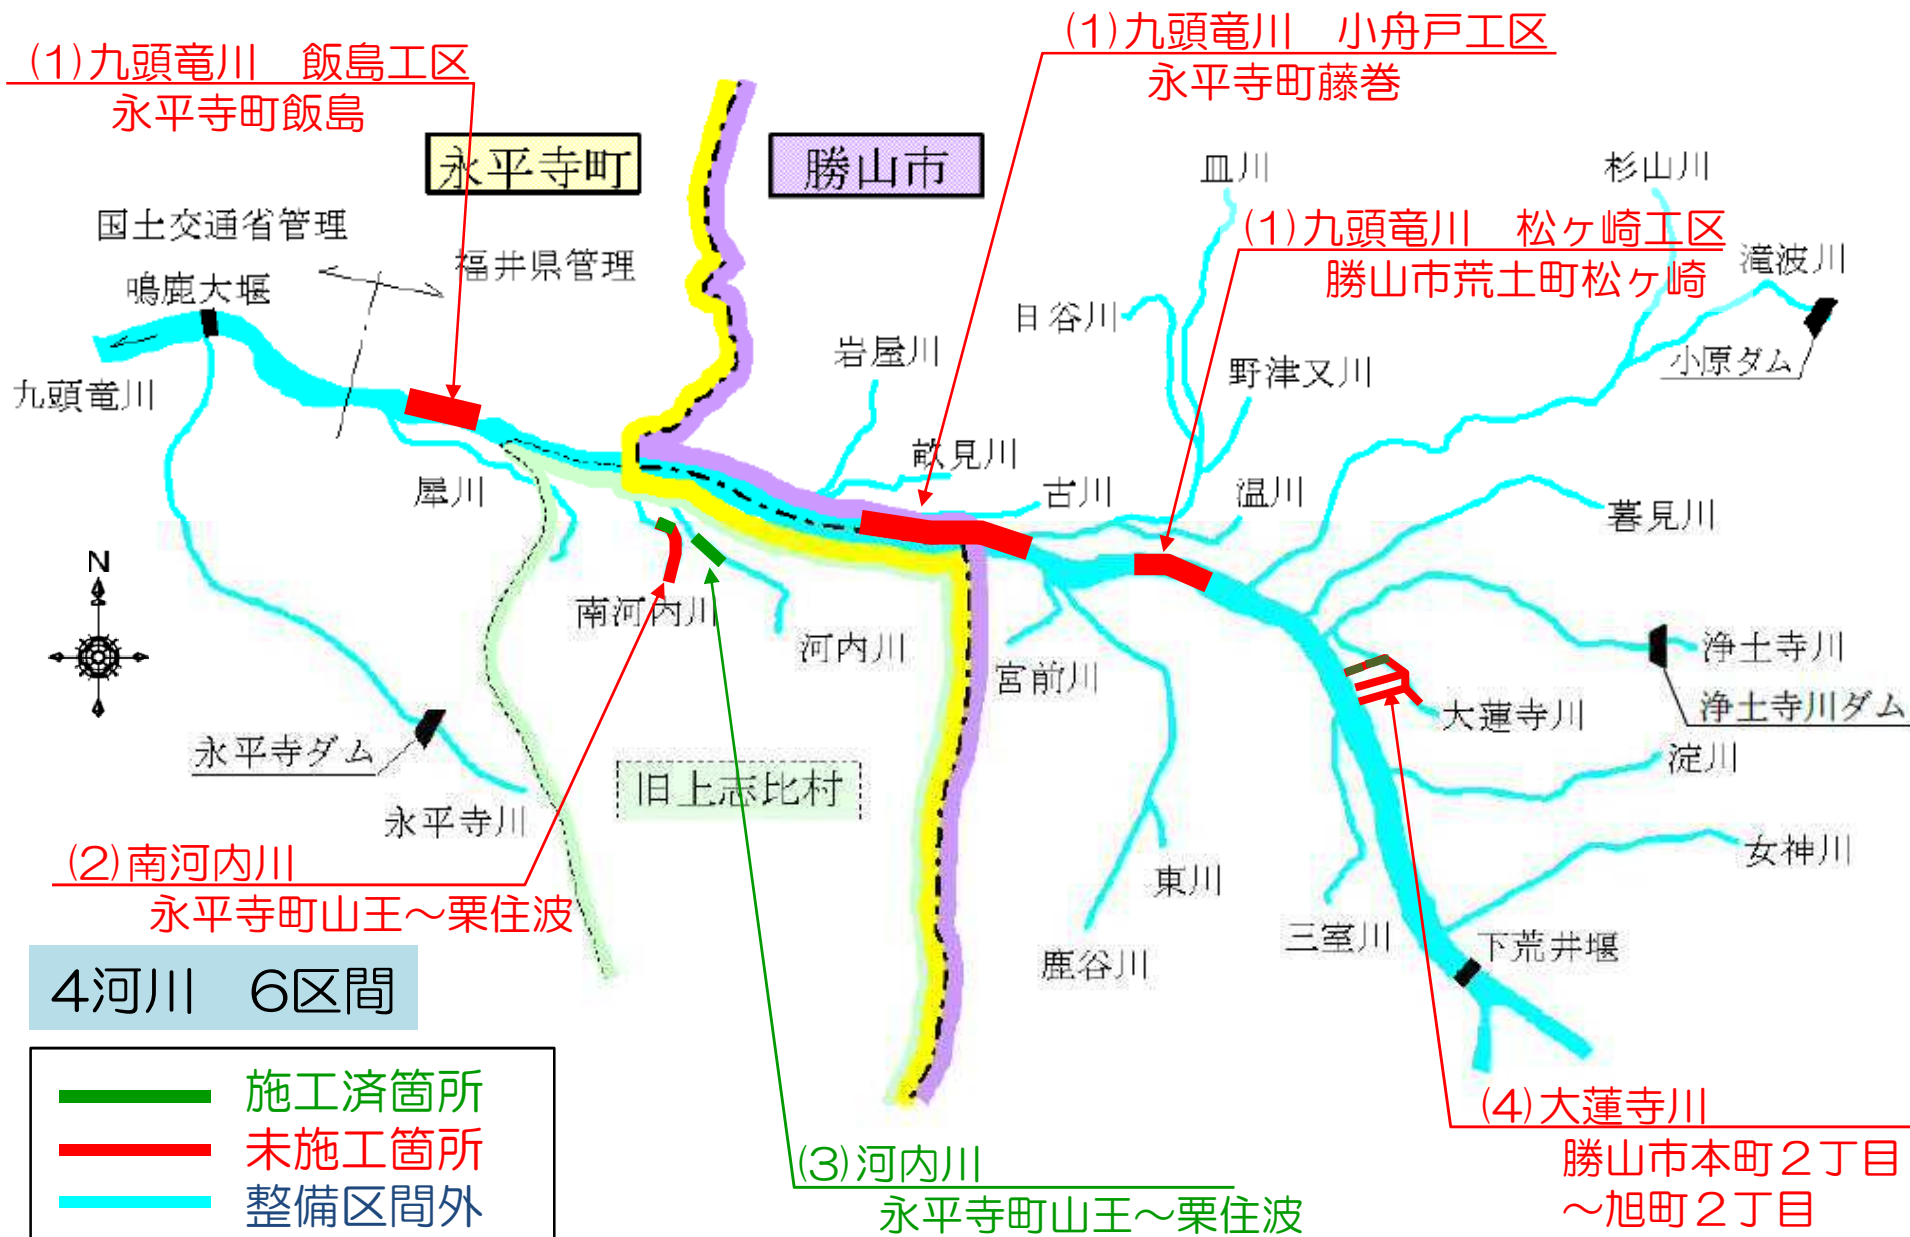 (1)九頭竜川　飯島工区
永平寺町飯島
(1)九頭竜川　小舟戸工区
永平寺町藤巻
永平寺町
勝山市
皿川
杉山川
国土交通省管理
福井県管理
(1)九頭竜川　松ヶ崎工区
勝山市荒土町松ヶ崎
滝波川
鳴鹿大堰
日谷川
岩屋川
野津又川
小原ダム
九頭竜川
犀川
畝見川
古川
温川
暮見川
N
南河内川
河内川
宮前川
浄土寺川
浄土寺川ダム
大蓮寺川
永平寺ダム
旧上志比村
淀川
永平寺川
女神川
(2)南河内川
永平寺町山王～栗住波
東川
三室川
下荒井堰
鹿谷川
4河川　6区間
施工済箇所
未施工箇所
整備区間外
(3)河内川
永平寺町山王～栗住波
(4)大蓮寺川
勝山市本町２丁目
～旭町２丁目